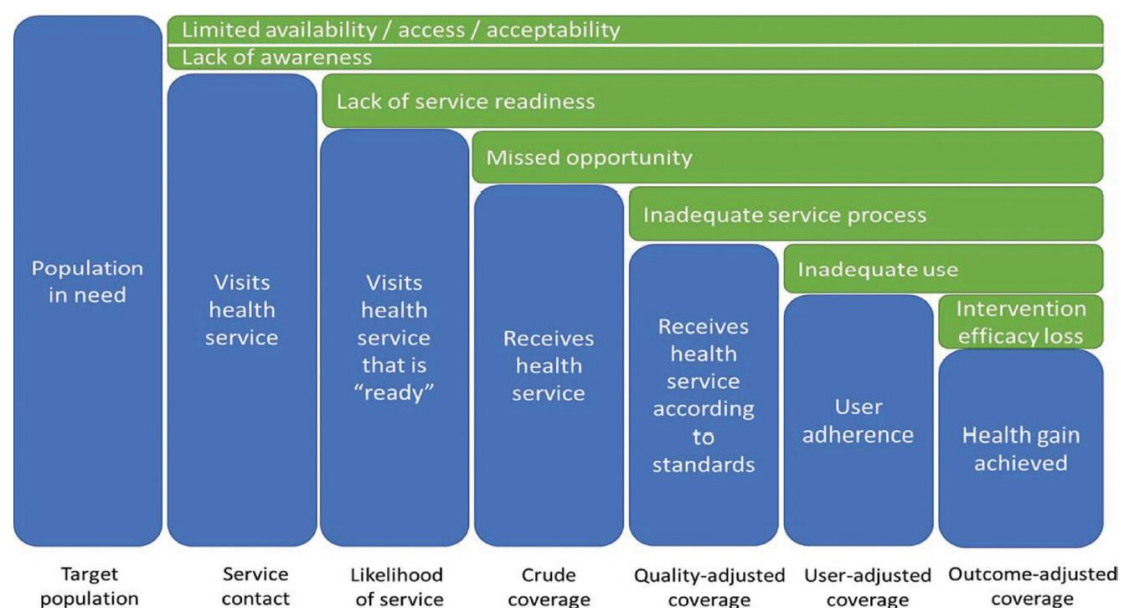 Limited availability / access / acceptability
Lack of awareness
Lack of service readiness
Missed opportunity
Inadequate service process
Inadequate use
Intervention
efficacy loss
Population
in need
Visits
health
service
Visits
health
service
that is
“ready”
Receives
health
service
Receives
health
service
according
to
standards
User
adherence
Health gain
achieved
Target
population
Service
contact
Likelihood
of service
Crude
coverage
Quality-adjusted
coverage
User-adjusted
coverage
Outcome-adjusted
coverage